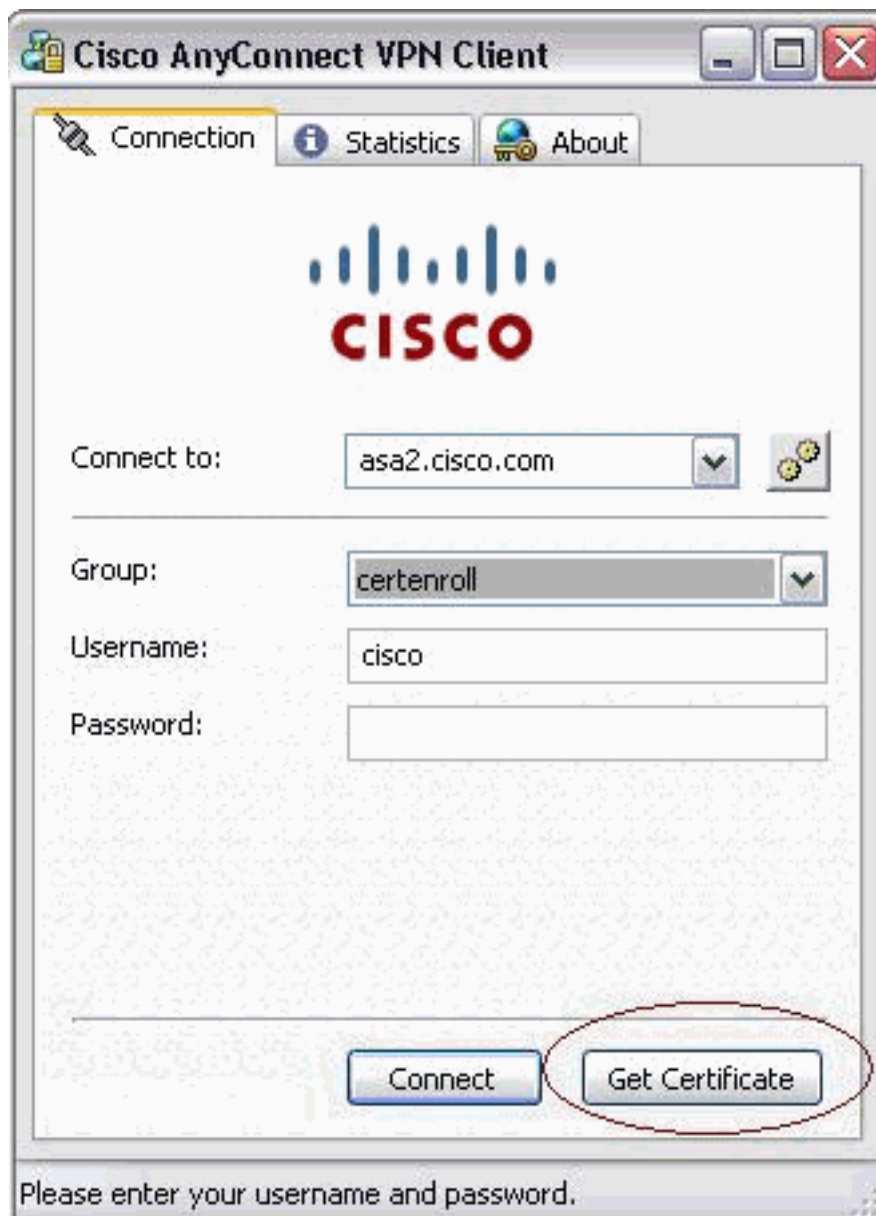 Cisco AnyConnect VPN Client
Connection
Statistics
About
CISCO
Connect to:
asa2.cisco.com
Group:
certenroll
Username:
cisco
Password:
Connect
Get Certificate
Please enter your username and password.